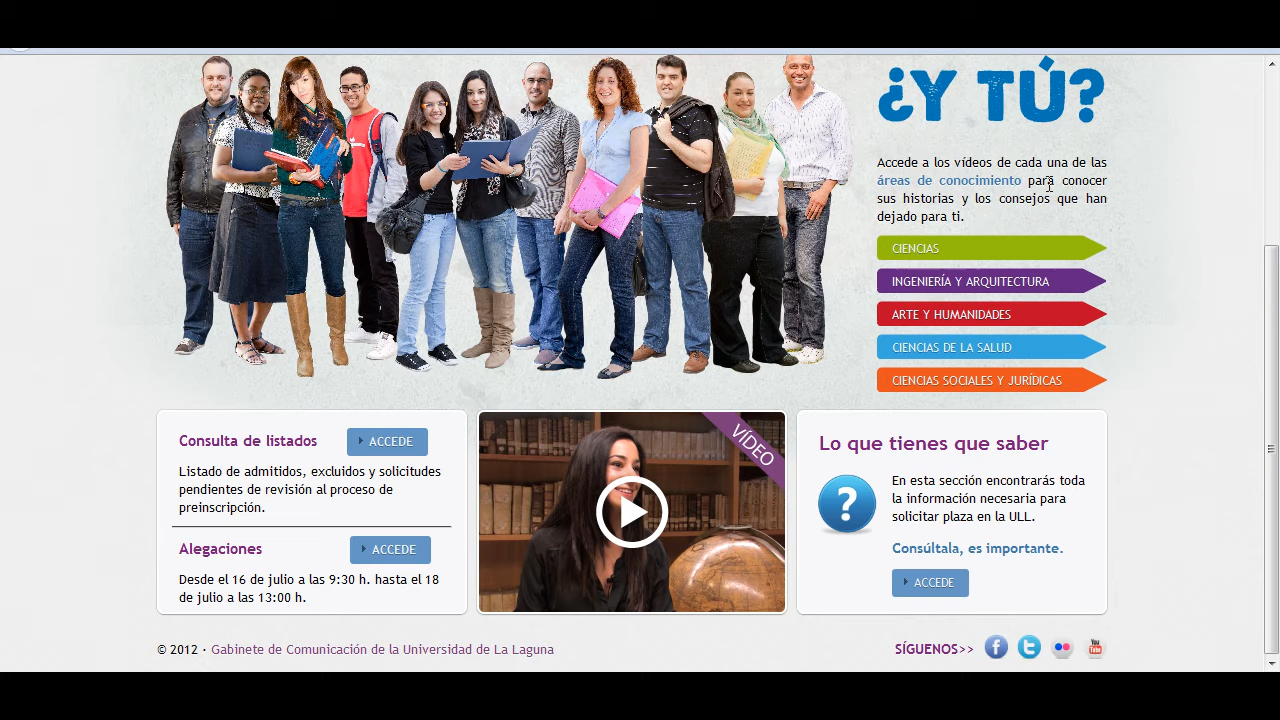 ¿Y TÚ?
Accede a los vídeos de cada una de las
áreas de conocimiento para conocer
sus historias y los consejos que han
dejado para ti.
CIENCIAS
INGENIERÍA Y ARQUITECTURA
ARTE Y HUMANIDADES
CIENCIAS DE LA SALUD
CIENCIAS SOCIALES Y JURÍDICAS
Consulta de listados
ACCEDE
Listado de admitidos, excluidos y solicitudes
pendientes de revisión al proceso de
preinscripción.
Alegaciones
ACCEDE
Desde el 16 de julio a las 9:30 h. hasta el 18
de julio a las 13:00 h.
VÍDEO
Lo que tienes que saber
?
En esta sección encontrarás toda
la información necesaria para
solicitar plaza en la ULL.
Consúltala, es importante.
ACCEDE
© 2012 · Gabinete de Comunicación de la Universidad de La Laguna
SÍGUENOS>>
f
t
You
Tube